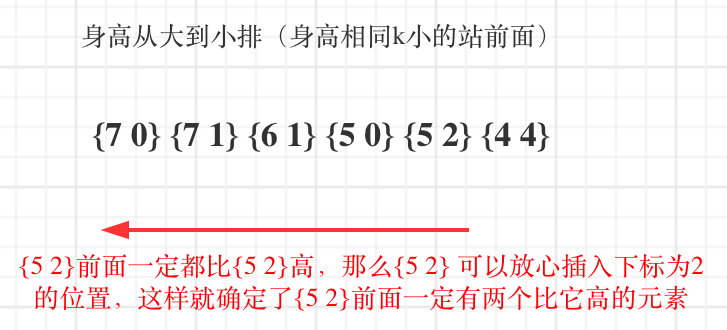 身高从大到小排（身高相同k小的站前面）
{7 0} {7 1} {6 1} {5 0} {5 2} {4 4}
{5 2}前面一定都比{5 2}高，那么{5 2} 可以放心插入下标为2
的位置，这样就确定了{5 2}前面一定有两个比它高的元素